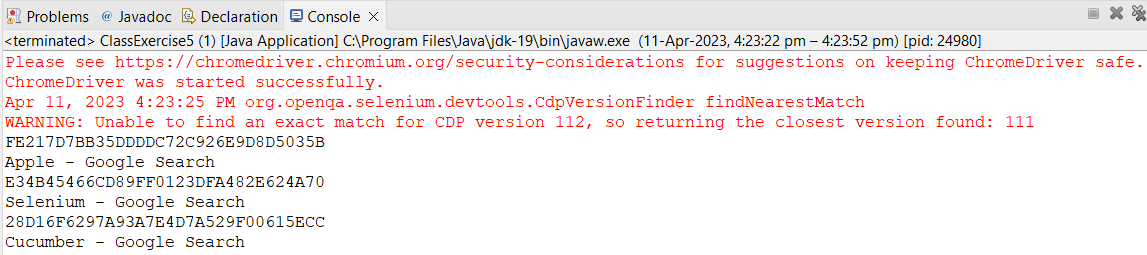 Problems @ Javadoc Declaration Console
<terminated> ClassExercise5 (1) [Java Application] C:\Program Files\Java\jdk-19\bin\javaw.exe (11-Apr-2023, 4:23:22 pm – 4:23:52 pm) [pid: 24980]
Please see https://chromedriver.chromium.org/security-considerations for suggestions on keeping ChromeDriver safe.
ChromeDriver was started successfully.
Apr 11, 2023 4:23:25 PM org.openqa.selenium.devtools.CdpVersionFinder findNearestMatch
WARNING: Unable to find an exact match for CDP version 112, so returning the closest version found: 111
FE217D7BB35DDDDC72C926E9D8D5035B
Apple - Google Search
E34B45466CD89FF0123DFA482E624A70
Selenium - Google Search
28D16F6297A93A7E4D7A529F00615ECC
Cucumber - Google Search